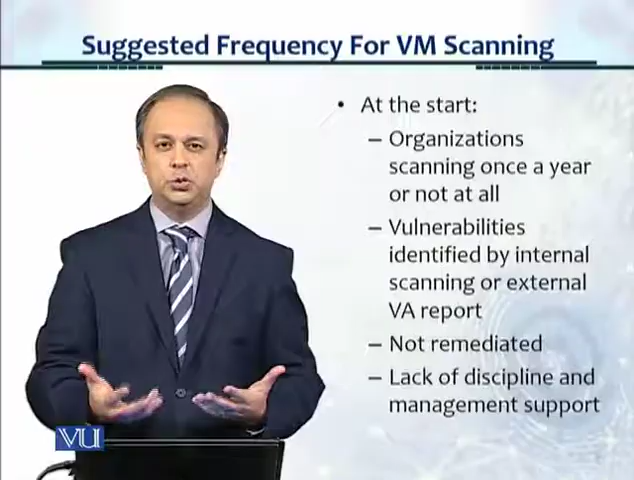 Suggested Frequency For VM Scanning
• At the start:
– Organizations
scanning once a year
or not at all
– Vulnerabilities
identified by internal
scanning or external
VA report
– Not remediated
– Lack of discipline and
management support
VU